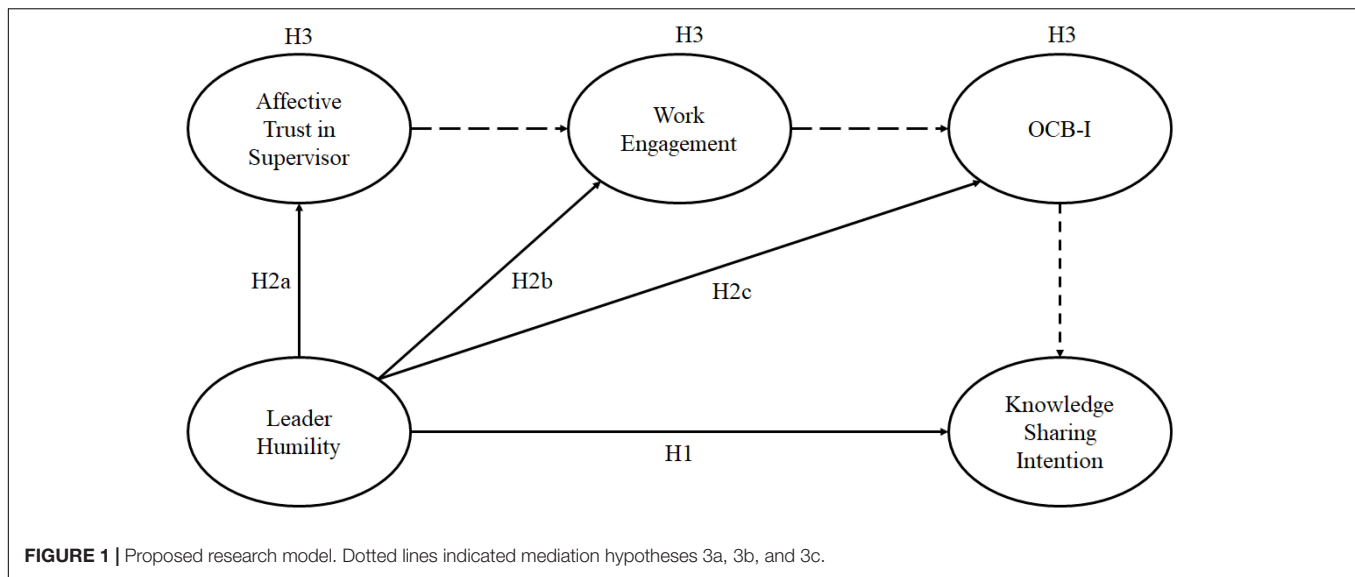 H3
H3
H3
Affective
Trust in
Supervisor
Work
Engagement
OCB-I
H2a
H2b
H2c
Leader
Humility
H1
Knowledge
Sharing
Intention
FIGURE 1 | Proposed research model. Dotted lines indicated mediation hypotheses 3a, 3b, and 3c.